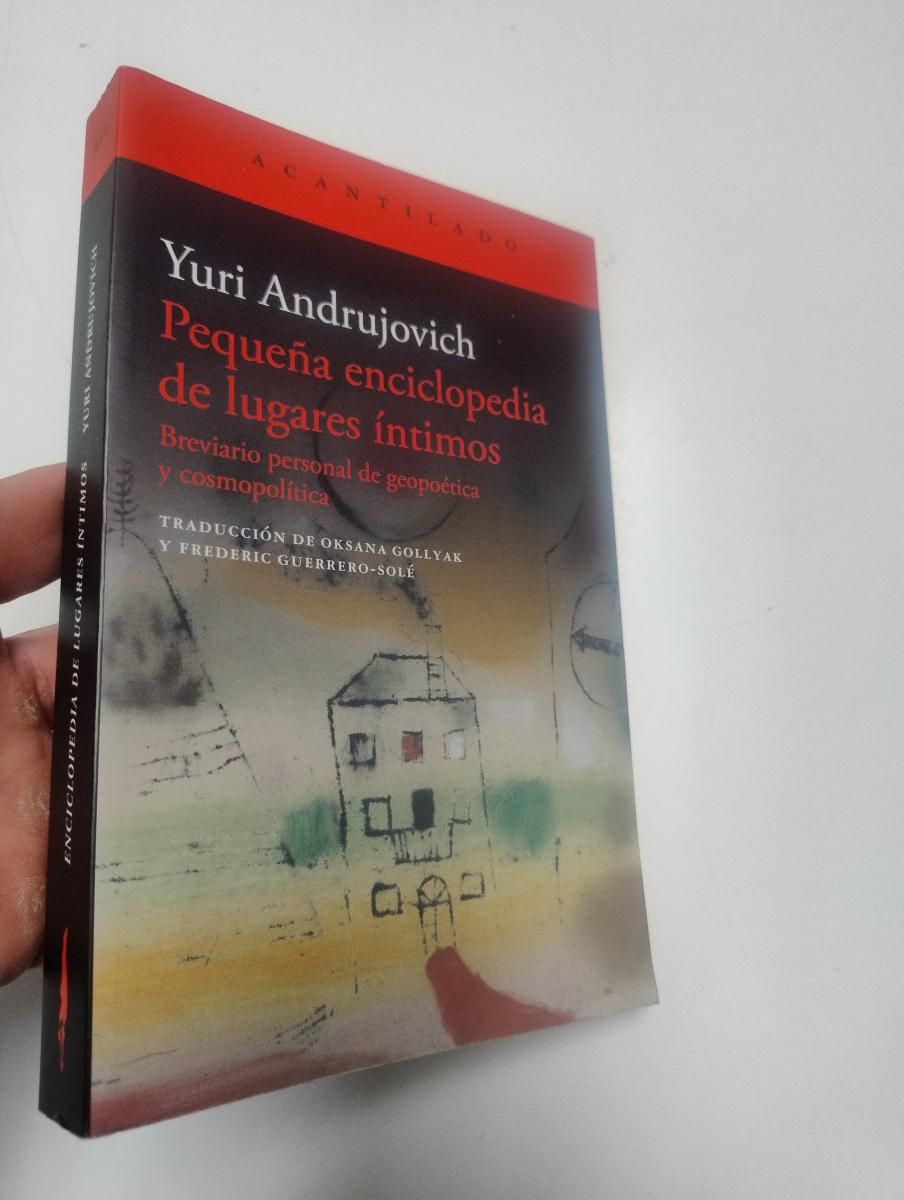 ACANTILADO
Yuri Andrujovich
Pequeña enciclopedia
de lugares íntimos
Breviario personal de geopoética
y cosmopolítica
TRADUCCIÓN DE OKSANA GOLLYAK
Y FREDERIC GUERRERO-SOLÉ
ENCICLOPEDIA DE LUGARES ÍNTIMOS YURI ANDRUJOVICH